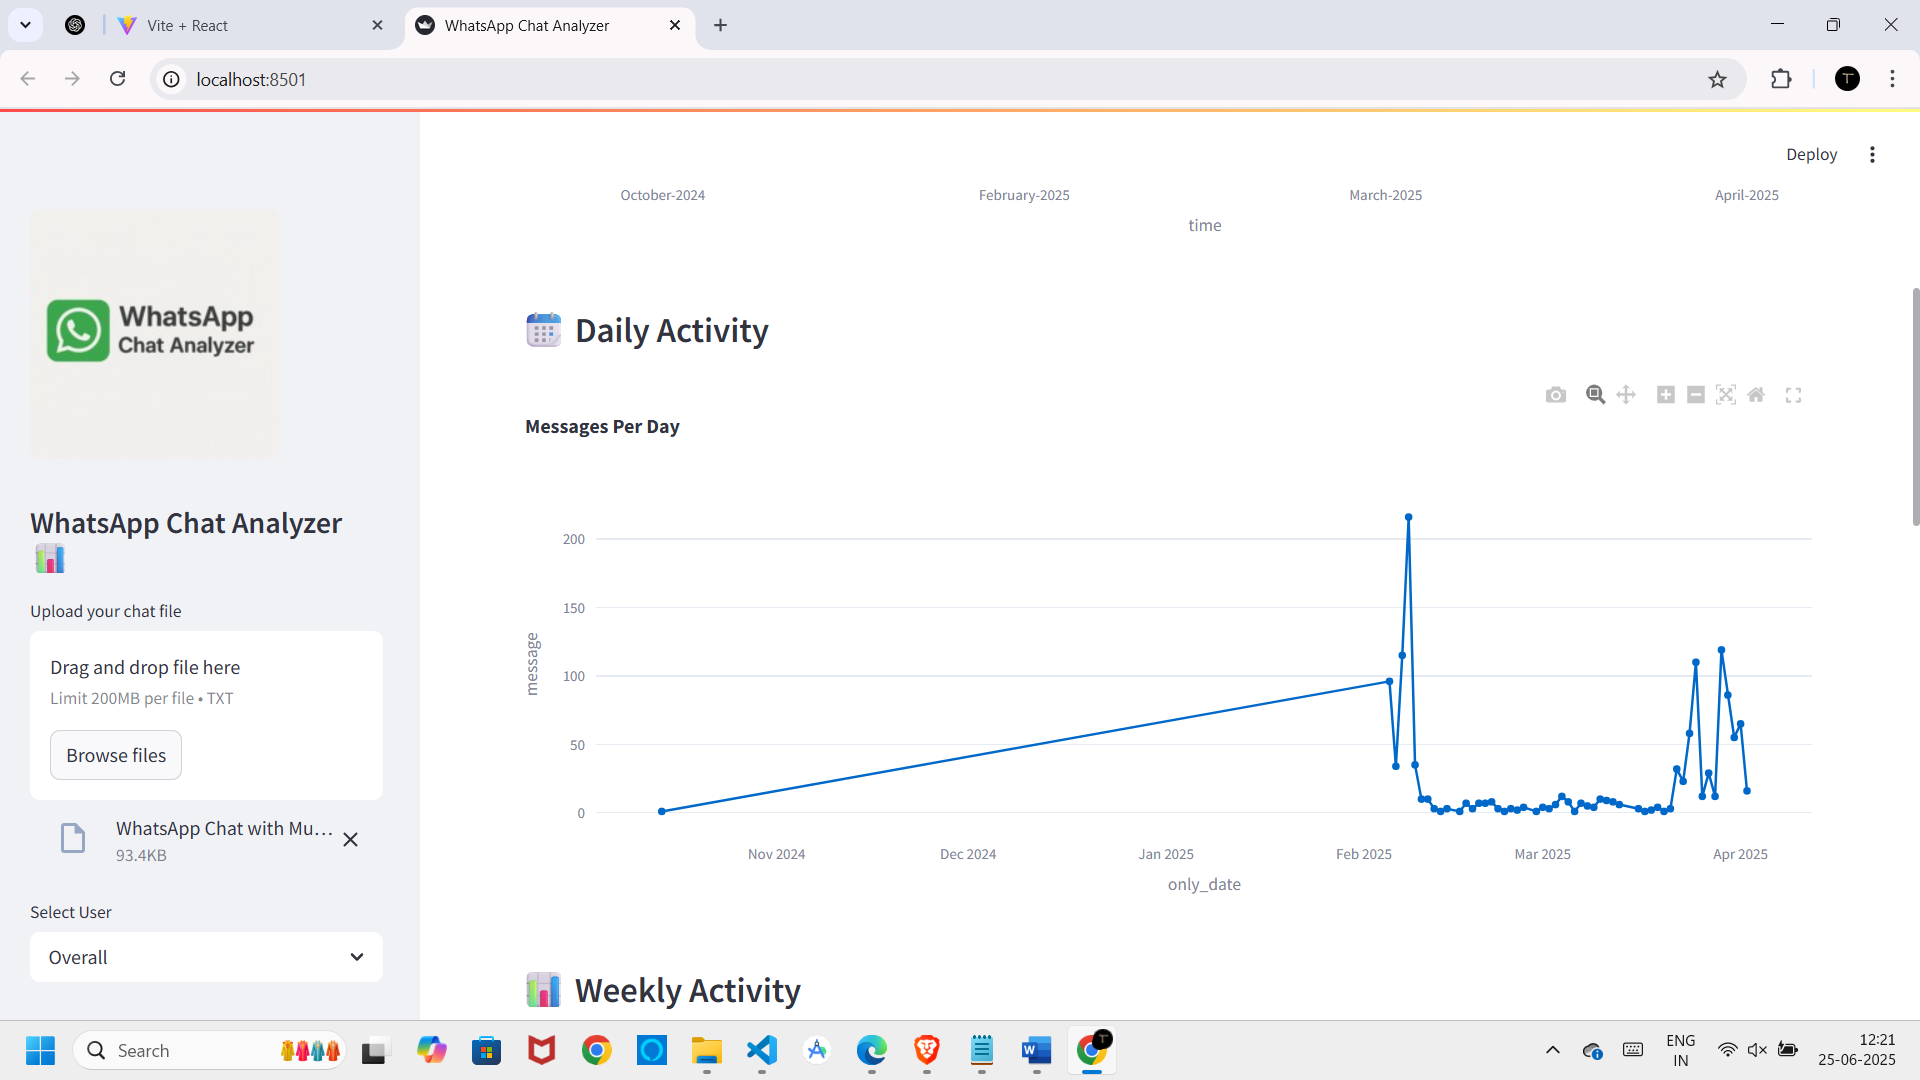 Vite + React
WhatsApp Chat Analyzer
localhost:8501
T
Deploy
October-2024 February-2025 March-2025 April-2025
time
WhatsApp
Chat Analyzer
WhatsApp Chat Analyzer
Upload your chat file
Drag and drop file here
Limit 200MB per file • TXT
Browse files
WhatsApp Chat with Mu...
93.4KB
Select User
Overall
Daily Activity
Messages Per Day
message
200
150
100
50
0
Nov 2024 Dec 2024 Jan 2025 Feb 2025 Mar 2025 Apr 2025
only_date
Weekly Activity
Search
W
T
ENG
IN
12:21
25-06-2025